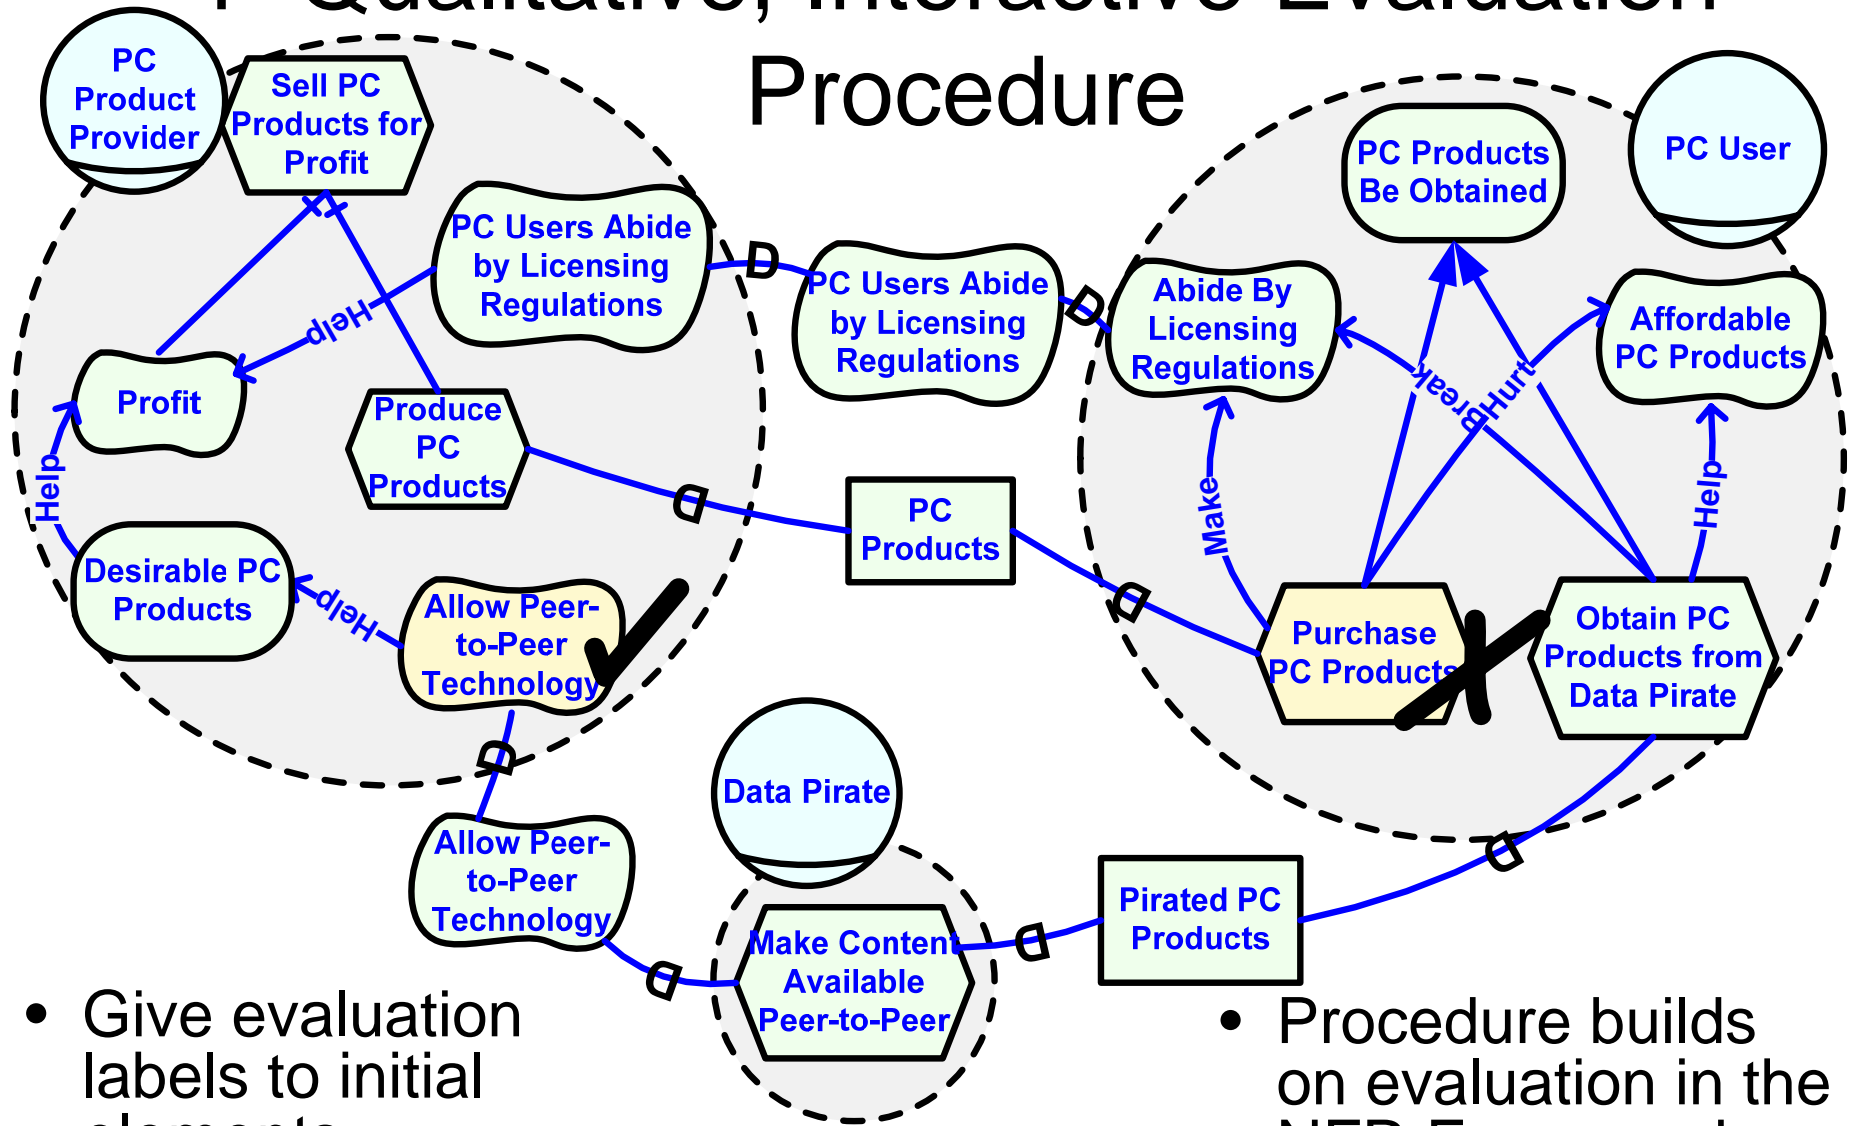 Qualitative, Interactive Evaluation
Procedure
PC
Product
Provider
Sell PC
Products for
Profit
PC Users Abide
by Licensing
Regulations
Help
Profit
Produce
PC
Products
Help
Desirable PC
Products
Help
Allow Peer-
to-Peer
Technology
D
PC Users Abide
by Licensing
Regulations
D
D
PC
Products
D
PC Products
Be Obtained
PC User
Abide By
Licensing
Regulations
Affordable
PC Products
Break
Hurt
Make
Help
Purchase
PC Products
Obtain PC
Products from
Data Pirate
D
Allow Peer-
to-Peer
Technology
D
Data Pirate
Make Content
Available
Peer-to-Peer
D
Pirated PC
Products
D
• Give evaluation
labels to initial
elements
• Procedure builds
on evaluation in the